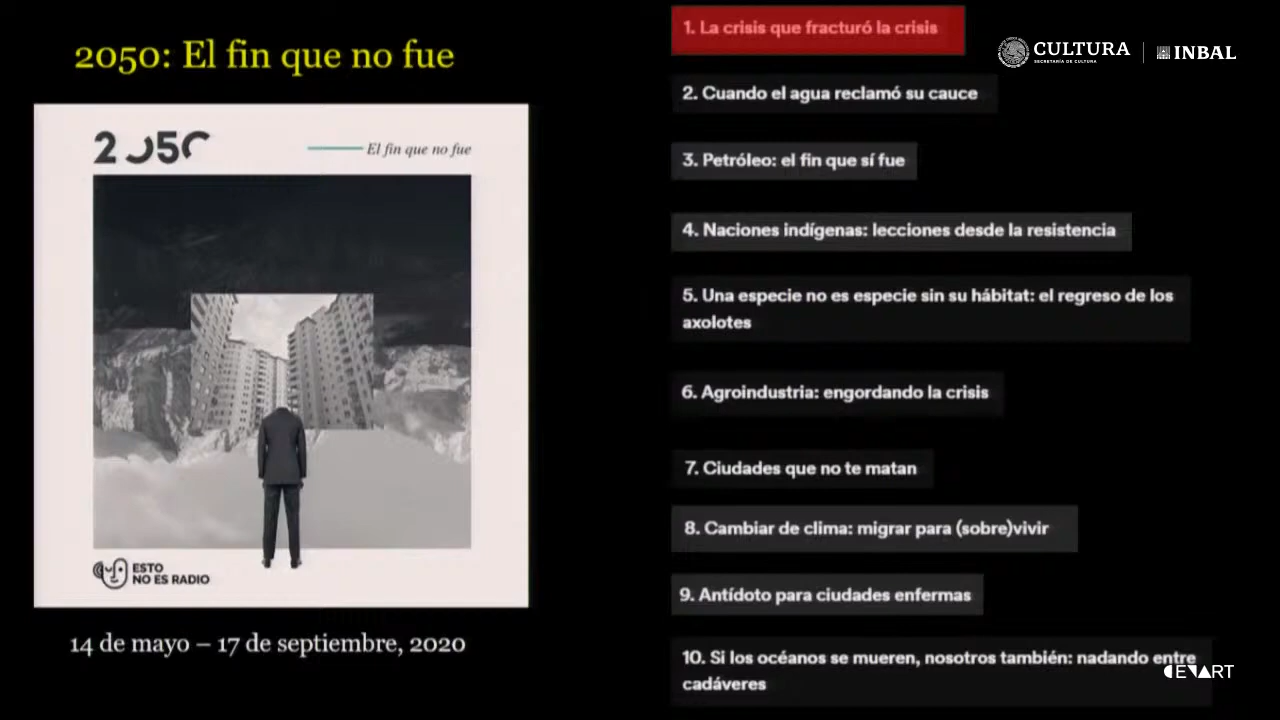 2050: El fin que no fue
2050
El fin que no fue
ESTO
NO ES RADIO
14 de mayo – 17 de septiembre, 2020
1. La crisis que fracturó la crisis
2. Cuando el agua reclamó su cauce
3. Petróleo: el fin que sí fue
4. Naciones indígenas: lecciones desde la resistencia
5. Una especie no es especie sin su hábitat: el regreso de los
axolotes
6. Agroindustria: engordando la crisis
7. Ciudades que no te matan
8. Cambiar de clima: migrar para (sobre)vivir
9. Antídoto para ciudades enfermas
10. Si los océanos se mueren, nosotros también: nadando entre
cadáveres
CULTURA
SECRETARÍA DE CULTURA
INBAL
CENART